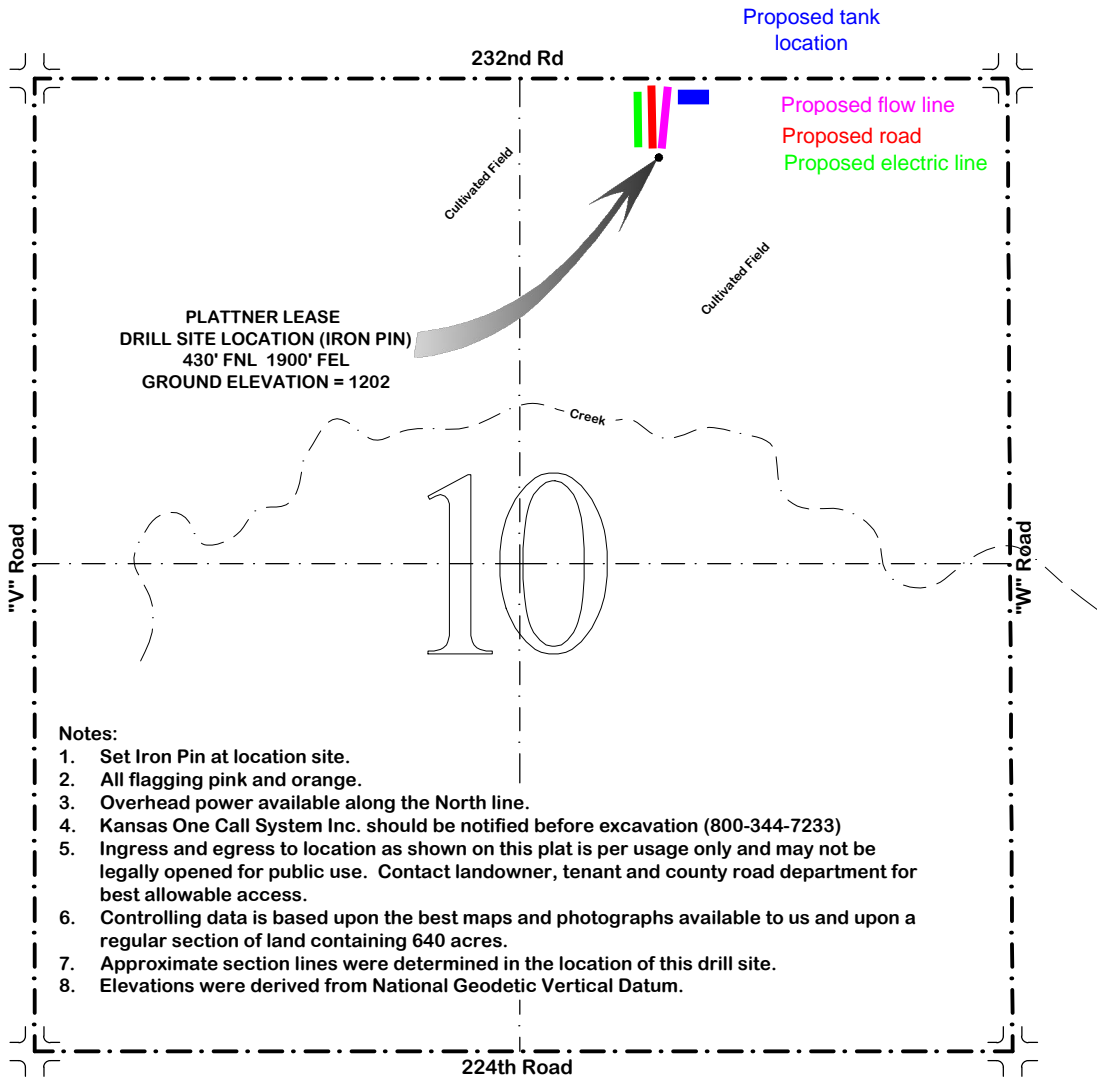 Proposed tank
location
232nd Rd
Proposed flow line
Proposed road
Proposed electric line
Cultivated Field
Cultivated Field
PLATTNER LEASE
DRILL SITE LOCATION (IRON PIN)
430' FNL 1900' FEL
GROUND ELEVATION = 1202
Creek
10
"V" Road
"W" Road
Notes:
1. Set Iron Pin at location site.
2. All flagging pink and orange.
3. Overhead power available along the North line.
4. Kansas One Call System Inc. should be notified before excavation (800-344-7233)
5. Ingress and egress to location as shown on this plat is per usage only and may not be
legally opened for public use. Contact landowner, tenant and county road department for
best allowable access.
6. Controlling data is based upon the best maps and photographs available to us and upon a
regular section of land containing 640 acres.
7. Approximate section lines were determined in the location of this drill site.
8. Elevations were derived from National Geodetic Vertical Datum.
224th Road